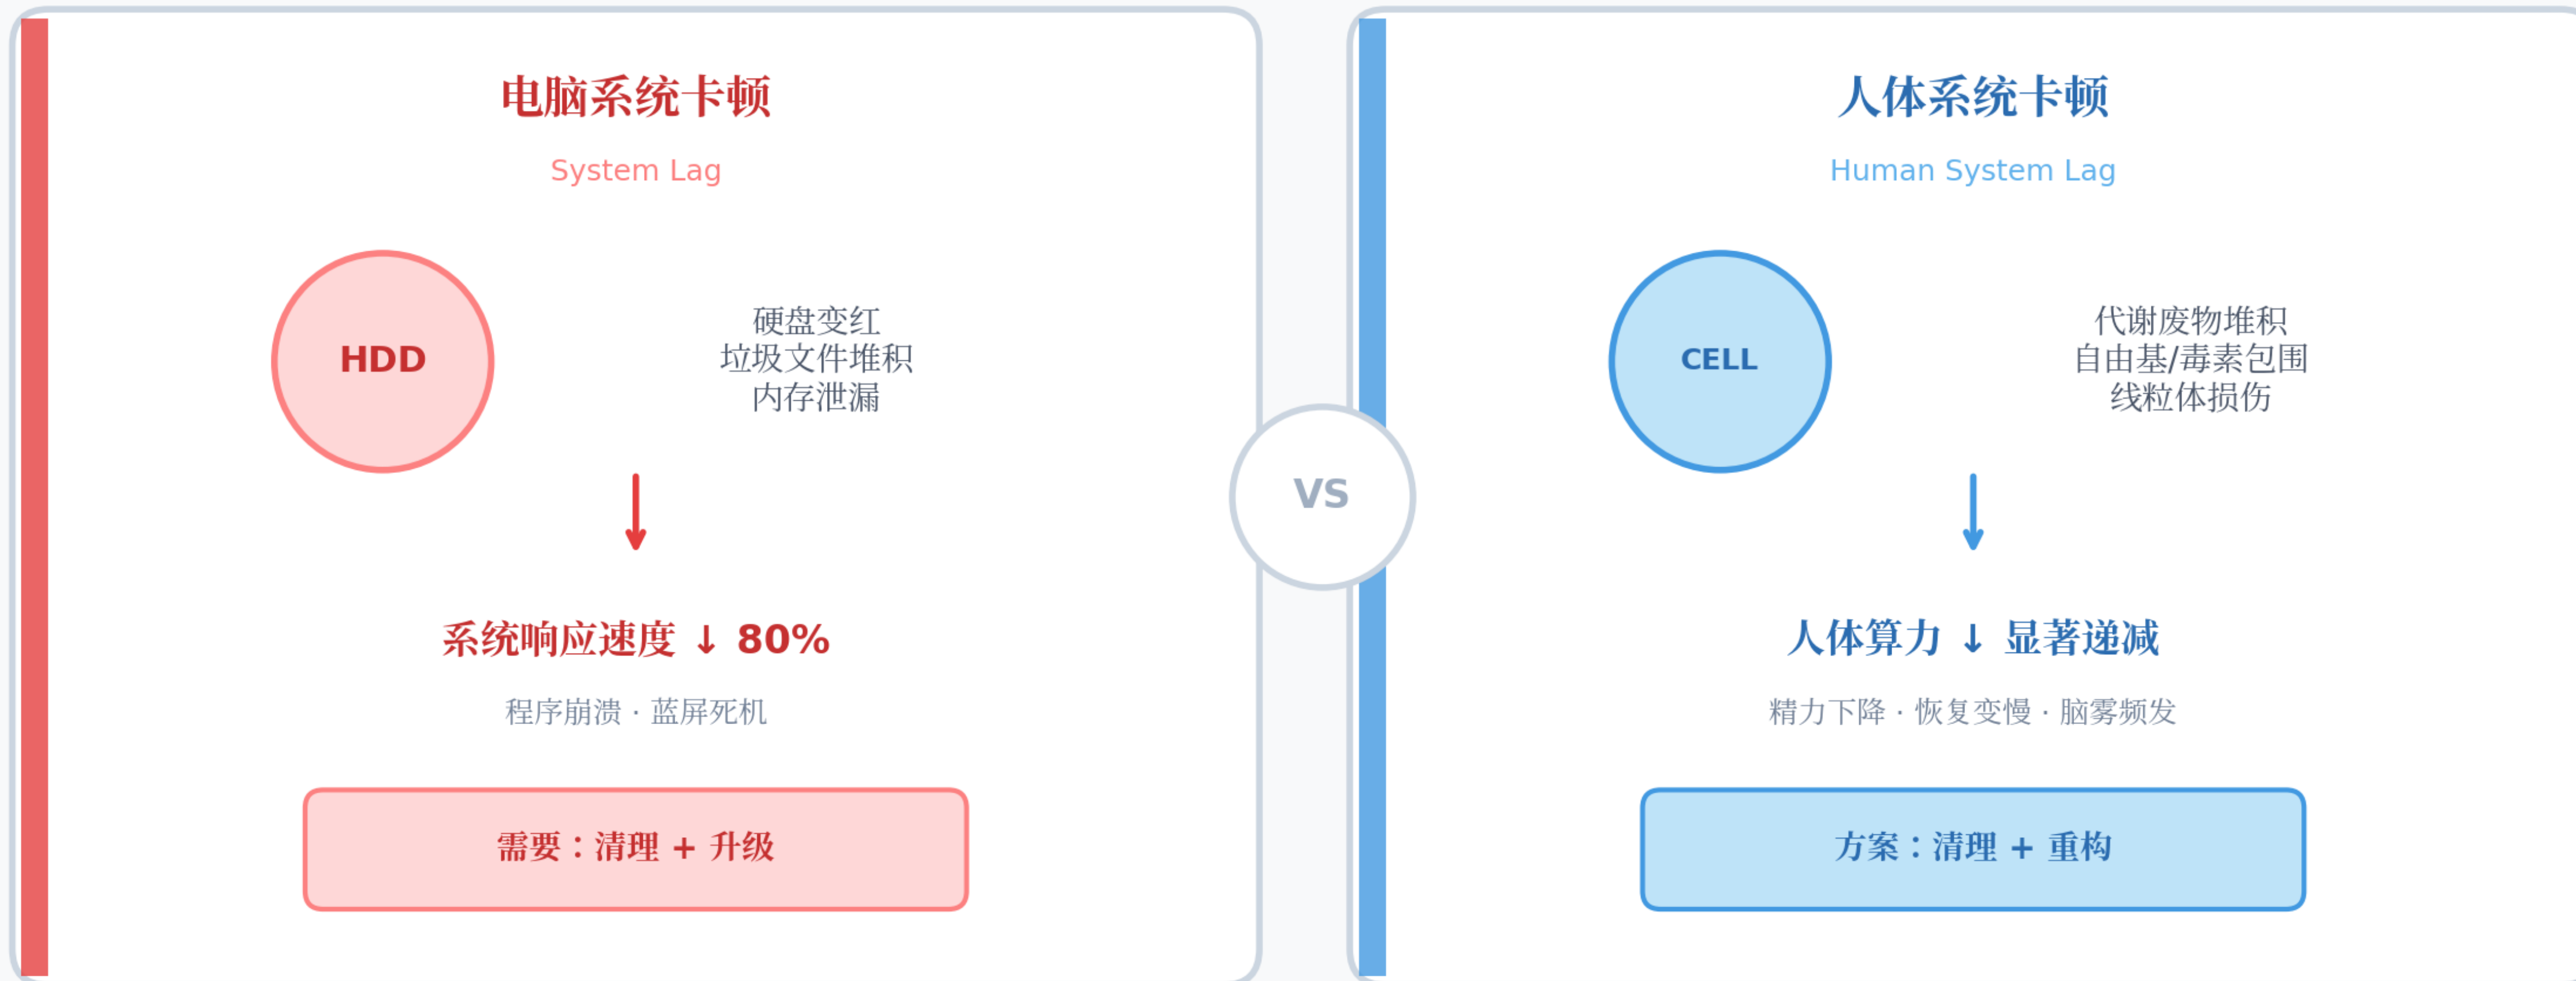 电脑系统卡顿
System Lag
HDD
硬盘变红
垃圾文件堆积
内存泄漏
系统响应速度 ↓ 80%
程序崩溃 · 蓝屏死机
需要：清理 + 升级
VS
人体系统卡顿
Human System Lag
CELL
代谢废物堆积
自由基/毒素包围
线粒体损伤
人体算力 ↓ 显著递减
精力下降 · 恢复变慢 · 脑雾频发
方案：清理 + 重构